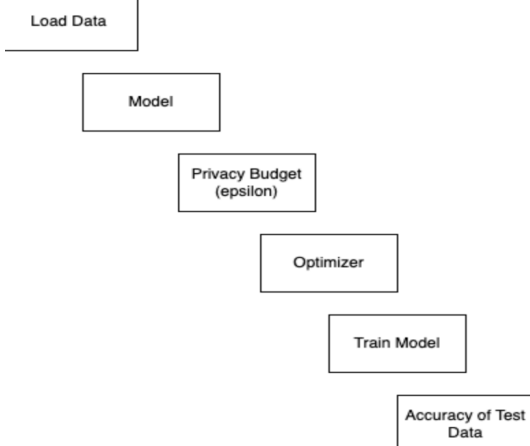 Load Data
Model
Privacy Budget
(epsilon)
Optimizer
Train Model
Accuracy of Test
Data